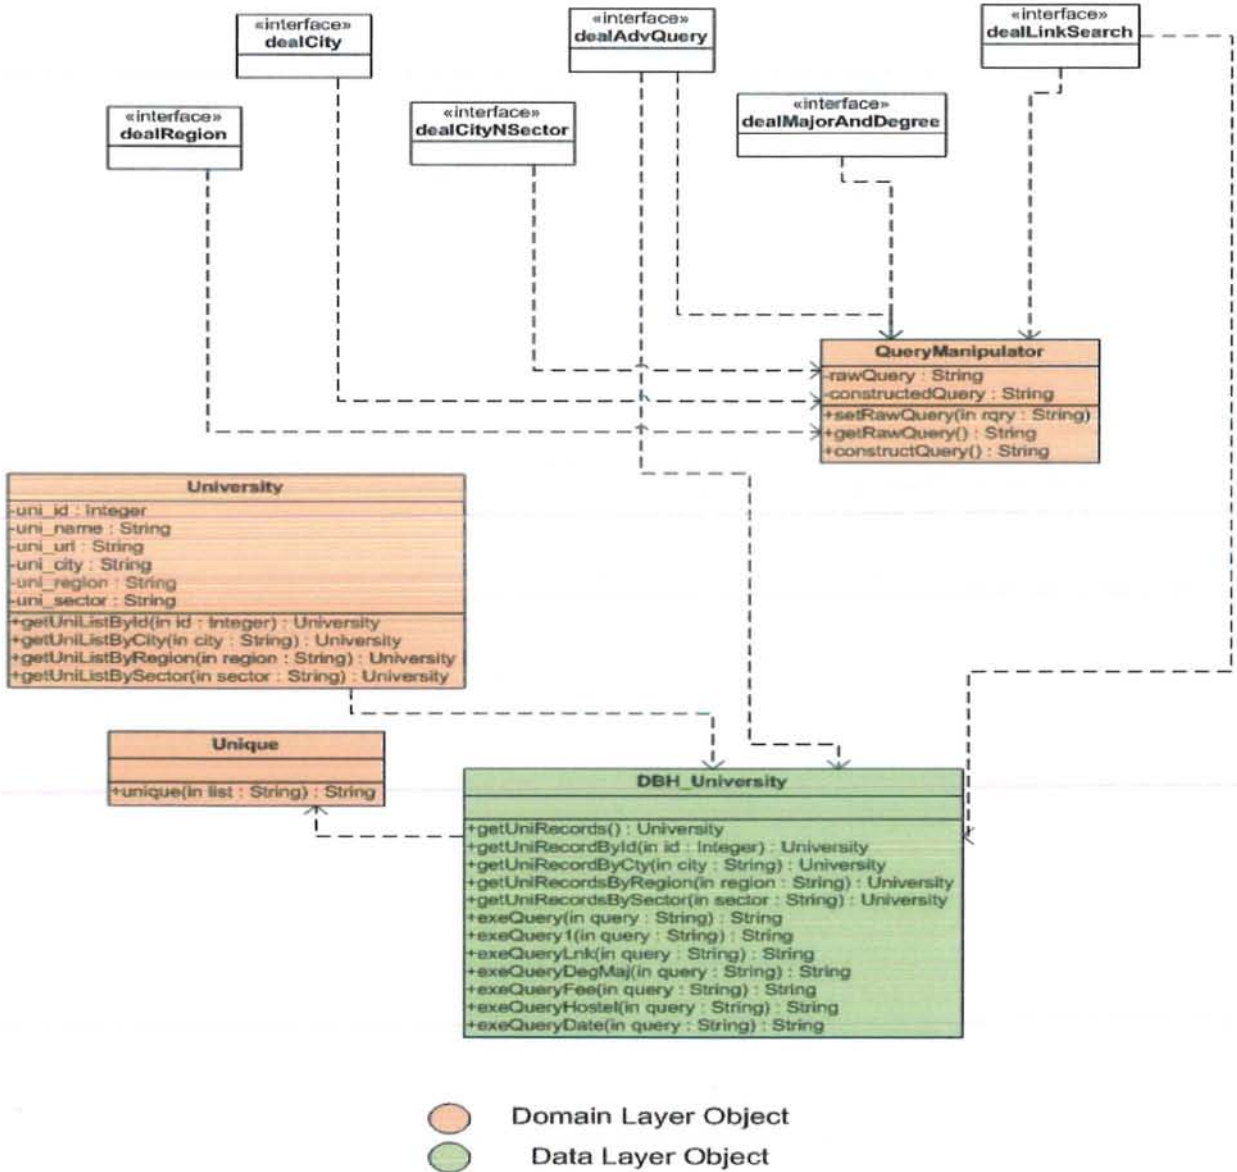 «interface»
dealCity
«interface»
dealAdvQuery
«interface»
dealLinkSearch
«interface»
dealRegion
«interface»
dealCityNSector
«interface»
dealMajorAndDegree
QueryManipulator
-rawQuery : String
-constructedQuery : String
+setRawQuery(in rqry : String)
+getRawQuery() : String
+constructQuery() : String
University
-uni_id : Integer
-uni_name : String
-uni_url : String
-uni_city : String
-uni_region : String
-uni_sector : String
+getUniListById(in id : Integer) : University
+getUniListByCity(in city : String) : University
+getUniListByRegion(in region : String) : University
+getUniListBySector(in sector : String) : University
Unique
+unique(in list : String) : String
DBH_University
+getUniRecords() : University
+getUniRecordById(in id : Integer) : University
+getUniRecordByCty(in city : String) : University
+getUniRecordsByRegion(in region : String) : University
+getUniRecordsBySector(in sector : String) : University
+exeQuery(in query : String) : String
+exeQuery1(in query : String) : String
+exeQueryLnk(in query : String) : String
+exeQueryDegMaj(in query : String) : String
+exeQueryFee(in query : String) : String
+exeQueryHostel(in query : String) : String
+exeQueryDate(in query : String) : String
Domain Layer Object
Data Layer Object